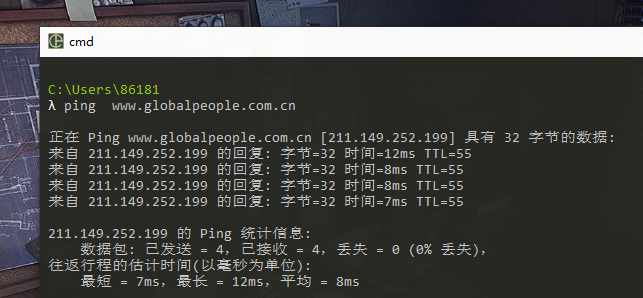 cmd
C:\Users\86181
λ ping  www.globalpeople.com.cn
正在 Ping www.globalpeople.com.cn [211.149.252.199] 具有 32 字节的数据:
来自 211.149.252.199 的回复: 字节=32 时间=12ms TTL=55
来自 211.149.252.199 的回复: 字节=32 时间=8ms TTL=55
来自 211.149.252.199 的回复: 字节=32 时间=8ms TTL=55
来自 211.149.252.199 的回复: 字节=32 时间=7ms TTL=55
211.149.252.199 的 Ping 统计信息:
    数据包: 已发送 = 4，已接收 = 4，丢失 = 0 (0% 丢失)，
往返行程的估计时间(以毫秒为单位):
    最短 = 7ms，最长 = 12ms，平均 = 8ms